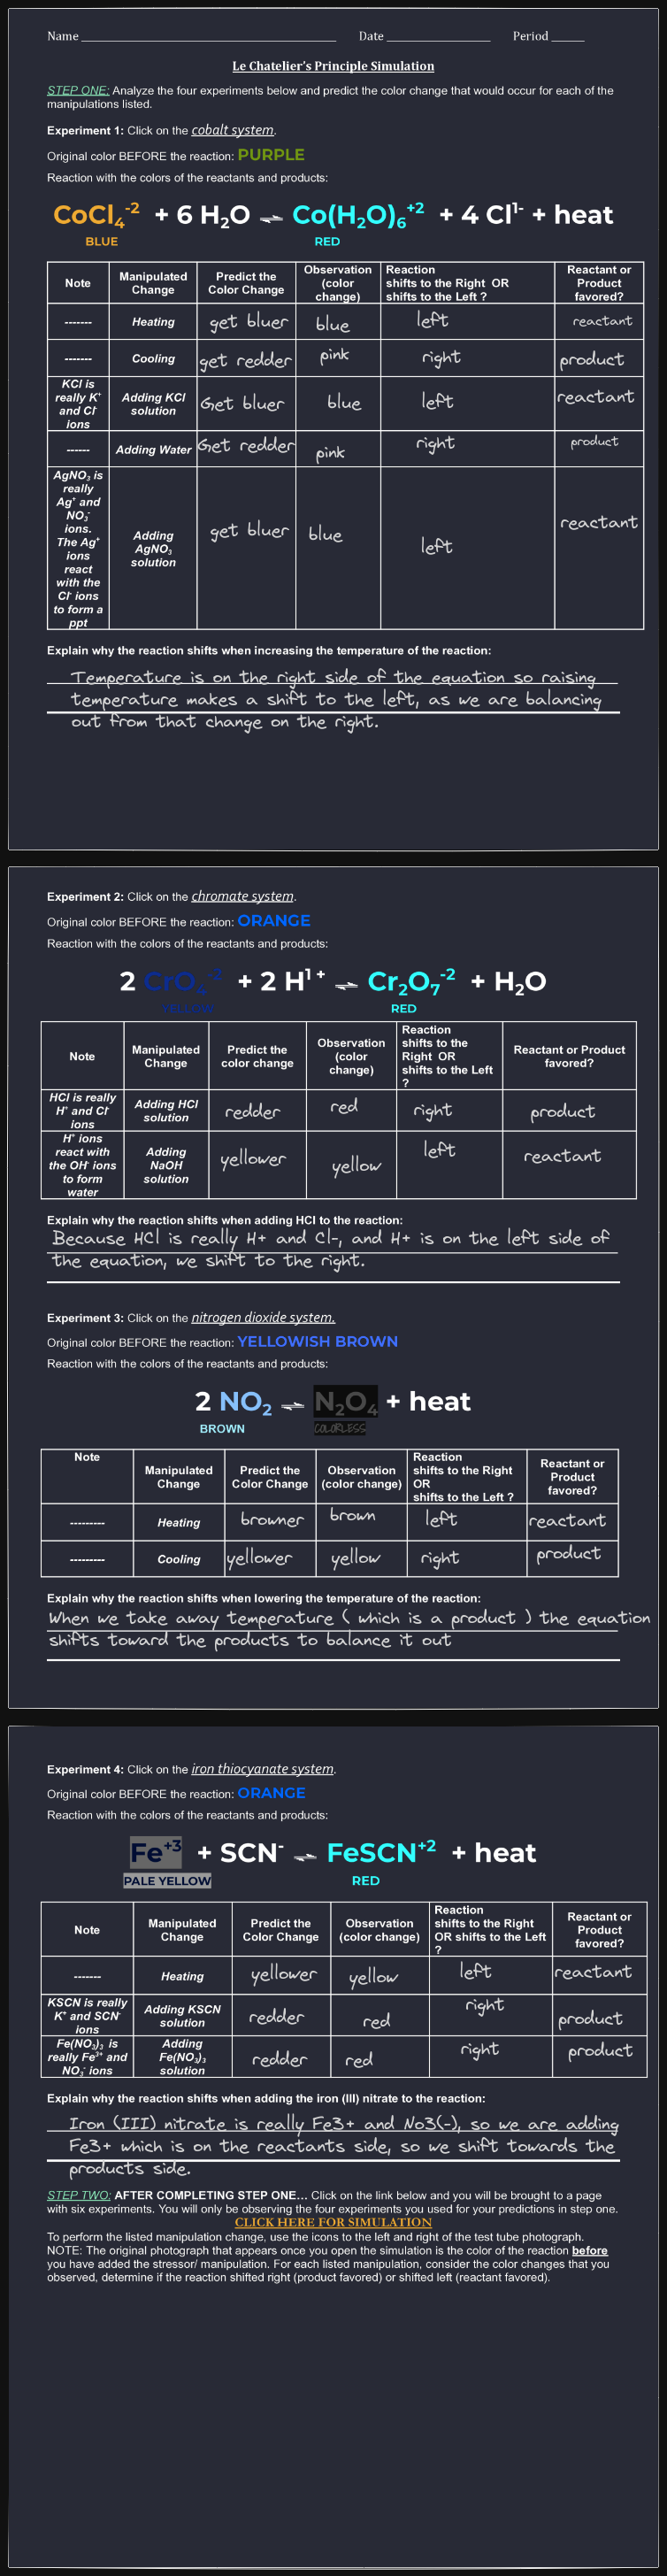 Name ________________ Date ________________ Period _____
Le Chatelier's Principle Simulation
STEP ONE: Analyze the four experiments below and predict the color change that would occur for each of the
manipulations listed.
Experiment 1: Click on the cobalt system.
Original color BEFORE the reaction: PURPLE
Reaction with the colors of the reactants and products:
CoCl₄⁻² + 6 H₂O ⇌ Co(H₂O)₆⁺² + 4 Cl¹⁻ + heat
BLUE RED
Note | Manipulated Change | Predict the Color Change | Observation (color change) | Reaction shifts to the Right OR shifts to the Left ? | Reactant or Product favored?
------- | Heating | get bluer | blue | left | reactant
------- | Cooling | get redder | pink | right | product
KCl is really K⁺ and Cl⁻ ions | Adding KCl solution | Get bluer | blue | left | reactant
------ | Adding Water | Get redder | pink | right | product
AgNO₃ is really Ag⁺ and NO₃⁻ ions. The Ag⁺ ions react with the Cl⁻ ions to form a ppt | Adding AgNO₃ solution | get bluer | blue | left | reactant
Explain why the reaction shifts when increasing the temperature of the reaction:
Temperature is on the right side of the equation so raising
temperature makes a shift to the left, as we are balancing
out from that change on the right.
Experiment 2: Click on the chromate system.
Original color BEFORE the reaction: ORANGE
Reaction with the colors of the reactants and products:
2 CrO₄⁻² + 2 H¹⁺ ⇌ Cr₂O₇⁻² + H₂O
YELLOW RED
Note | Manipulated Change | Predict the color change | Observation (color change) | Reaction shifts to the Right OR shifts to the Left ? | Reactant or Product favored?
HCl is really H⁺ and Cl⁻ ions | Adding HCl solution | redder | red | right | product
H⁺ ions react with the OH⁻ ions to form water | Adding NaOH solution | yellower | yellow | left | reactant
Explain why the reaction shifts when adding HCl to the reaction:
Because HCl is really H+ and Cl-, and H+ is on the left side of
the equation, we shift to the right.
Experiment 3: Click on the nitrogen dioxide system.
Original color BEFORE the reaction: YELLOWISH BROWN
Reaction with the colors of the reactants and products:
2 NO₂ ⇌ N₂O₄ + heat
BROWN COLORLESS
Note | Manipulated Change | Predict the Color Change | Observation (color change) | Reaction shifts to the Right OR shifts to the Left ? | Reactant or Product favored?
--------- | Heating | browner | brown | left | reactant
--------- | Cooling | yellower | yellow | right | product
Explain why the reaction shifts when lowering the temperature of the reaction:
When we take away temperature ( which is a product ) the equation
shifts toward the products to balance it out
Experiment 4: Click on the iron thiocyanate system.
Original color BEFORE the reaction: ORANGE
Reaction with the colors of the reactants and products:
Fe⁺³ + SCN⁻ ⇌ FeSCN⁺² + heat
PALE YELLOW RED
Note | Manipulated Change | Predict the Color Change | Observation (color change) | Reaction shifts to the Right OR shifts to the Left ? | Reactant or Product favored?
------- | Heating | yellower | yellow | left | reactant
KSCN is really K⁺ and SCN⁻ ions | Adding KSCN solution | redder | red | right | product
Fe(NO₃)₃ is really Fe³⁺ and NO₃⁻ ions | Adding Fe(NO₃)₃ solution | redder | red | right | product
Explain why the reaction shifts when adding the iron (III) nitrate to the reaction:
Iron (III) nitrate is really Fe3+ and No3(-), so we are adding
Fe3+ which is on the reactants side, so we shift towards the
products side.
STEP TWO: AFTER COMPLETING STEP ONE... Click on the link below and you will be brought to a page
with six experiments. You will only be observing the four experiments you used for your predictions in step one.
CLICK HERE FOR SIMULATION
To perform the listed manipulation change, use the icons to the left and right of the test tube photograph.
NOTE: The original photograph that appears once you open the simulation is the color of the reaction before
you have added the stressor/ manipulation. For each listed manipulation, consider the color changes that you
observed, determine if the reaction shifted right (product favored) or shifted left (reactant favored).